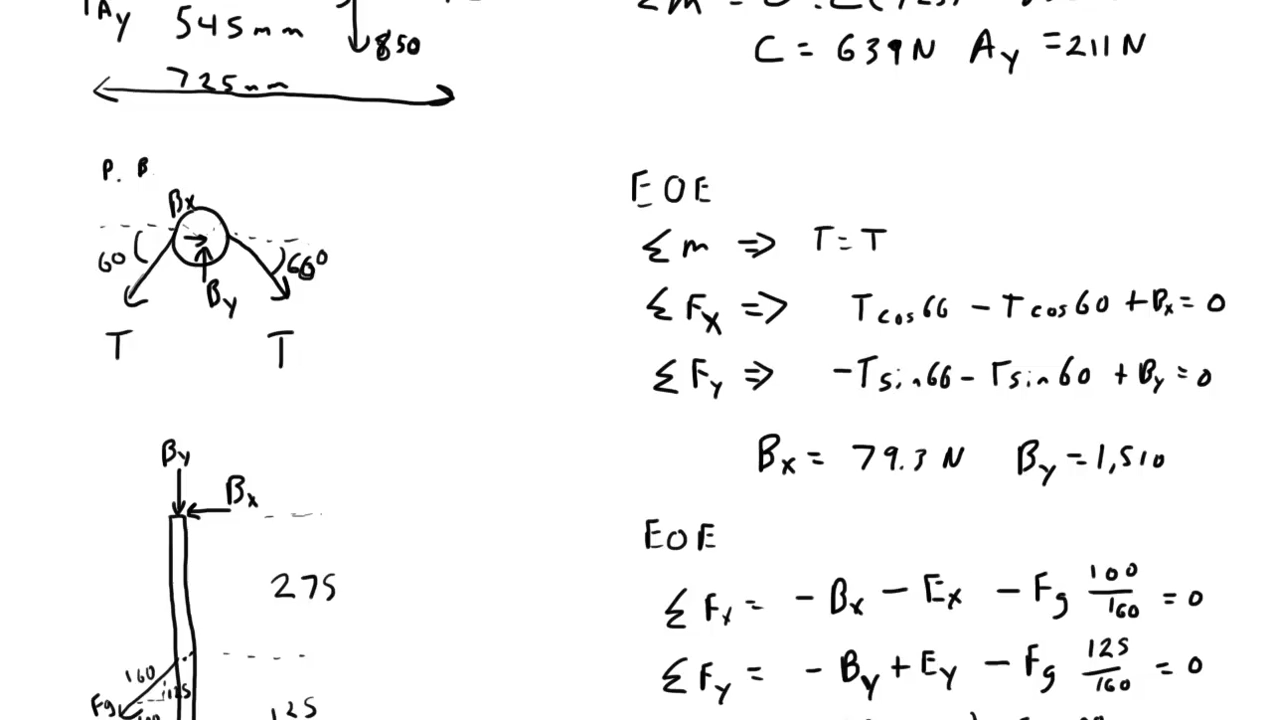 Ay 545mm 850
725mm
C = 639N Ay = 211N
P. B
Bx
60 60°
By
T T
EOE
Σm ⇒ T = T
ΣFx ⇒ Tcos66 - Tcos60 + Bx = 0
ΣFy ⇒ -Tsin66 - Tsin60 + By = 0
Bx = 79.3 N By = 1,510
By
Bx
275
160
125
Fg
125
EOE
ΣFx = - Bx - Ex - Fg 100/160 = 0
ΣFy = - By + Ey - Fg 125/160 = 0